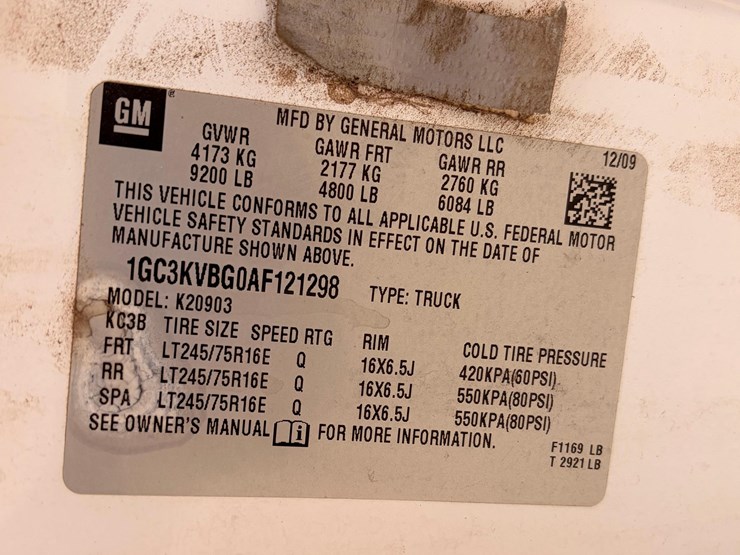 GM
MFD BY GENERAL MOTORS LLC 12/09
GVWR GAWR FRT GAWR RR
4173 KG 2177 KG 2760 KG
9200 LB 4800 LB 6084 LB
THIS VEHICLE CONFORMS TO ALL APPLICABLE U.S. FEDERAL MOTOR
VEHICLE SAFETY STANDARDS IN EFFECT ON THE DATE OF
MANUFACTURE SHOWN ABOVE.
1GC3KVBG0AF121298 TYPE: TRUCK
MODEL: K20903
KC3B TIRE SIZE SPEED RTG RIM COLD TIRE PRESSURE
FRT LT245/75R16E Q 16X6.5J 420KPA(60PSI)
RR LT245/75R16E Q 16X6.5J 550KPA(80PSI)
SPA LT245/75R16E Q 16X6.5J 550KPA(80PSI)
SEE OWNER'S MANUAL i FOR MORE INFORMATION.
F1169 LB
T 2921 LB